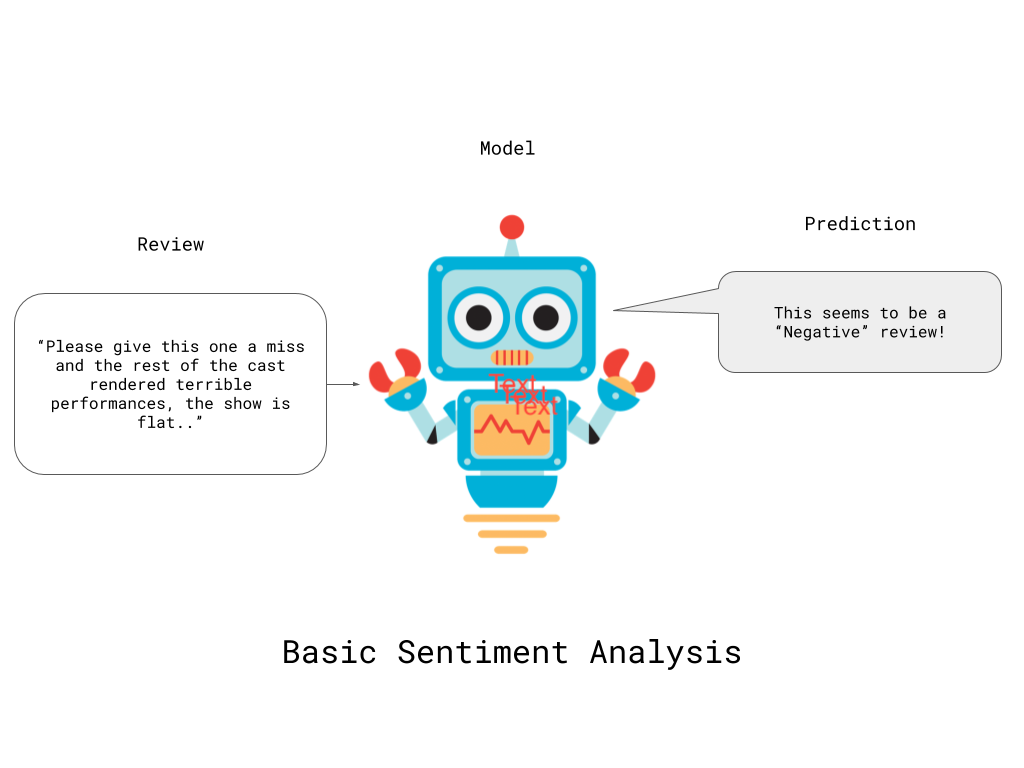 Model
Review
Prediction
“Please give this one a miss
and the rest of the cast
rendered terrible
performances, the show is
flat..”
This seems to be a
“Negative” review!
Text
Text
Text
Basic Sentiment Analysis